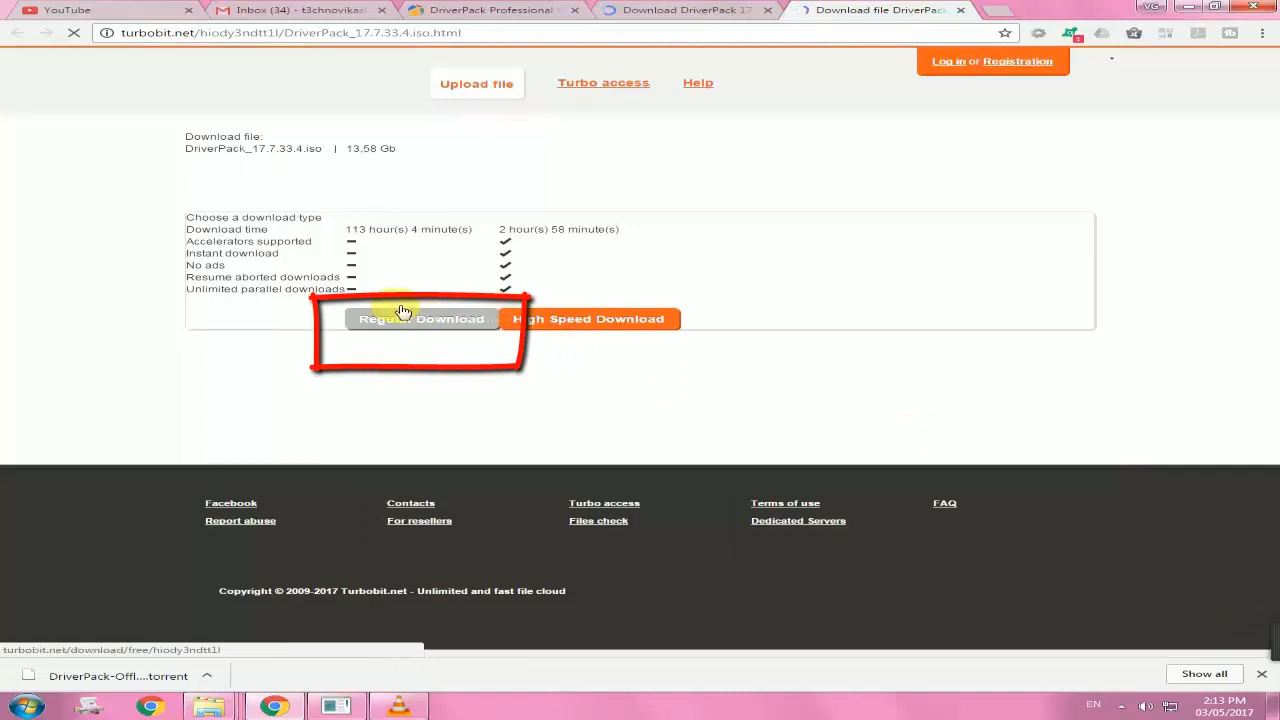 YouTube
Inbox (34) - t3chnovikas
DriverPack Professional f
Download DriverPack 17
Download file DriverPac
VG
turbobit.net/hiody3ndtt1l/DriverPack_17.7.33.4.iso.html
1
Log in or Registration
Upload file
Turbo access
Help
Download file:
DriverPack_17.7.33.4.iso | 13,58 Gb
Choose a download type
Download time 113 hour(s) 4 minute(s) 2 hour(s) 58 minute(s)
Accelerators supported
Instant download
No ads
Resume aborted downloads
Unlimited parallel downloads
Regular Download High Speed Download
Facebook Contacts Turbo access Terms of use FAQ
Report abuse For resellers Files check Dedicated Servers
Copyright © 2009-2017 Turbobit.net - Unlimited and fast file cloud
turbobit.net/download/free/hiody3ndtt1l
DriverPack-Offl....torrent
Show all
EN
2:13 PM
03/05/2017